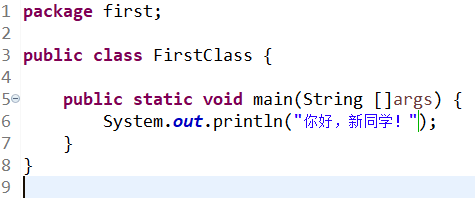 1 package first;
2
3 public class FirstClass {
4
5 public static void main(String []args) {
6 System.out.println("你好，新同学！");
7 }
8 }
9